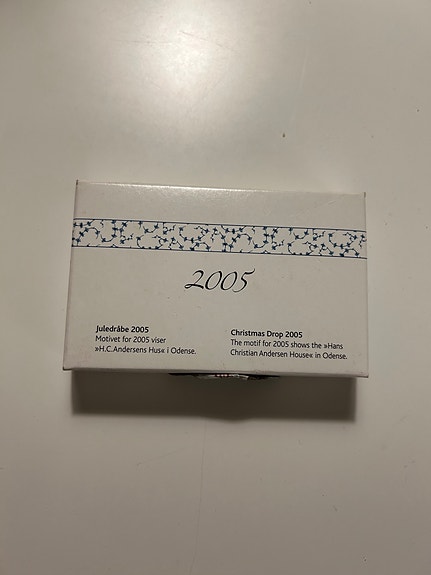 2005
Juledråbe 2005
Motivet for 2005 viser
»H.C. Andersens Hus« i Odense.
Christmas Drop 2005
The motif for 2005 shows the »Hans
Christian Andersen House« in Odense.